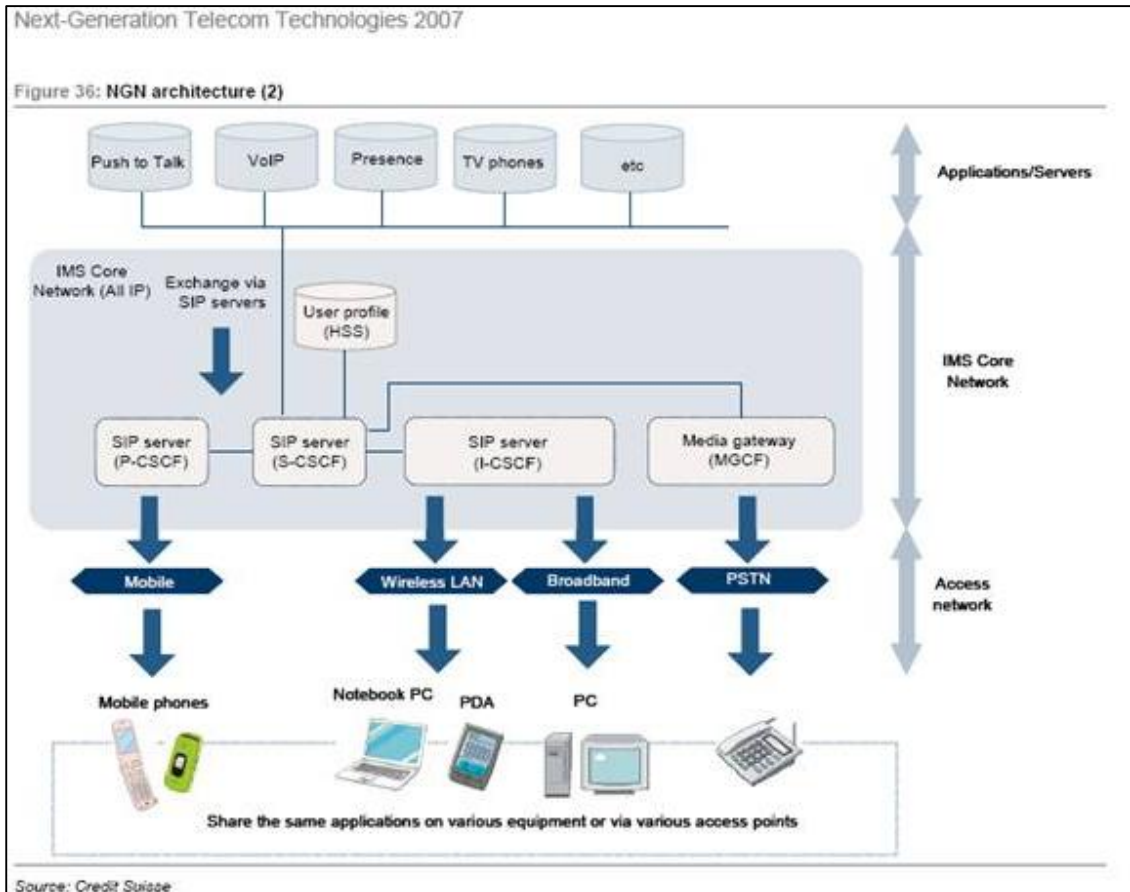 Next-Generation Telecom Technologies 2007
Figure 36: NGN architecture (2)
Push to Talk
VoIP
Presence
TV phones
etc
Applications/Servers
IMS Core
Network (All IP)
Exchange via
SIP servers
User profile
(HSS)
IMS Core
Network
SIP server
(P-CSCF)
SIP server
(S-CSCF)
SIP server
(I-CSCF)
Media gateway
(MGCF)
Mobile
Wireless LAN
Broadband
PSTN
Access
network
Mobile phones
Notebook PC
PDA
PC
Share the same applications on various equipment or via various access points
Source: Credit Suisse